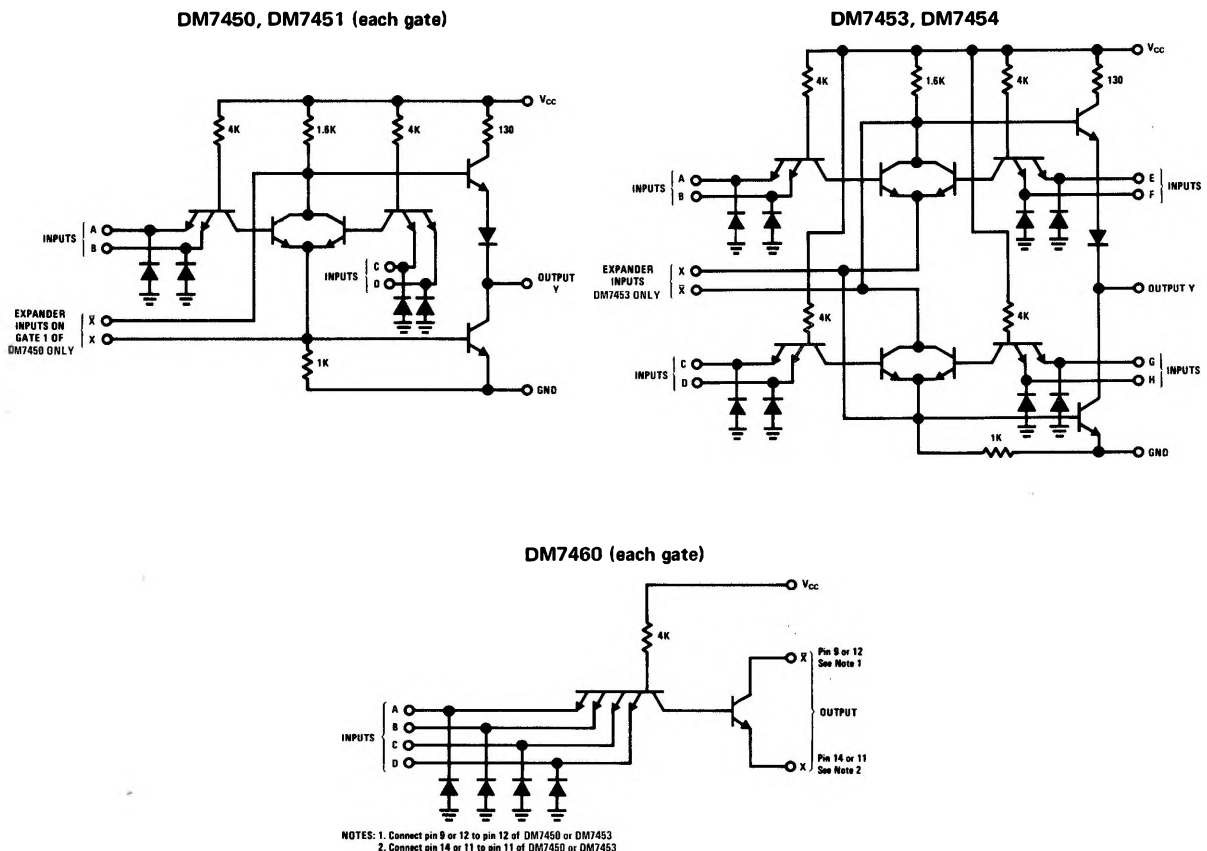 DM7450, DM7451 (each gate)
VCC
4K
1.6K
4K
130
INPUTS
A
B
INPUTS
C
D
OUTPUT
Y
EXPANDER
INPUTS ON
GATE 1 OF
DM7450 ONLY
X̅
X
1K
GND
DM7453, DM7454
VCC
4K
1.6K
4K
130
INPUTS
A
B
E
F
INPUTS
EXPANDER
INPUTS
DM7453 ONLY
X
X̅
OUTPUT Y
4K
4K
INPUTS
C
D
G
H
INPUTS
1K
GND
DM7460 (each gate)
VCC
4K
X̅
Pin 9 or 12
See Note 1
OUTPUT
INPUTS
A
B
C
D
X
Pin 14 or 11
See Note 2
NOTES: 1. Connect pin 9 or 12 to pin 12 of DM7450 or DM7453
2. Connect pin 14 or 11 to pin 11 of DM7450 or DM7453